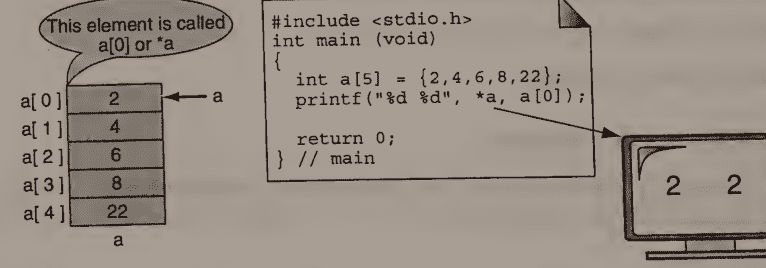 This element is called
a[0] or *a
a[0] 2 a
a[1] 4
a[2] 6
a[3] 8
a[4] 22
a
#include <stdio.h>
int main (void)
{
int a[5] = {2,4,6,8,22};
printf("%d %d", *a, a[0]);
return 0;
} // main
2 2